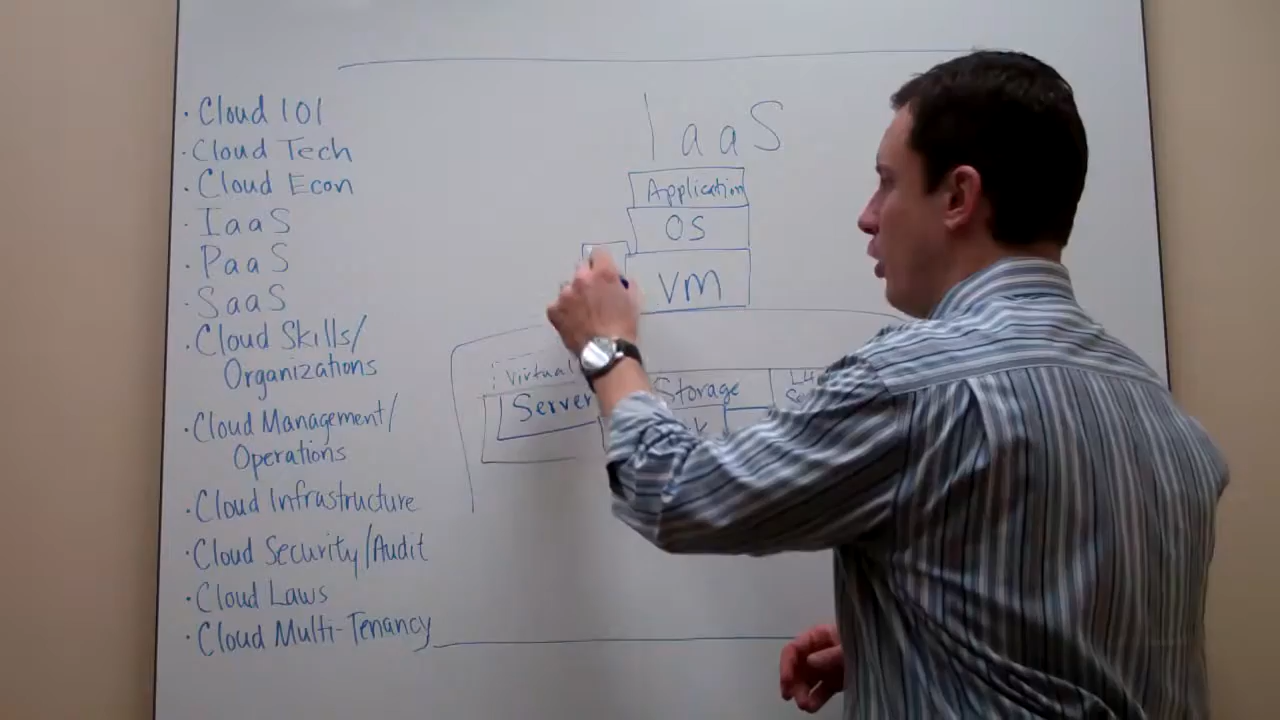 · Cloud 101
· Cloud Tech
· Cloud Econ
· IaaS
· PaaS
· SaaS
· Cloud Skills/
Organizations
· Cloud Management/
Operations
· Cloud Infrastructure
· Cloud Security/Audit
· Cloud Laws
· Cloud Multi-Tenancy
IaaS
Application
OS
VM
Virtual
Server
Storage